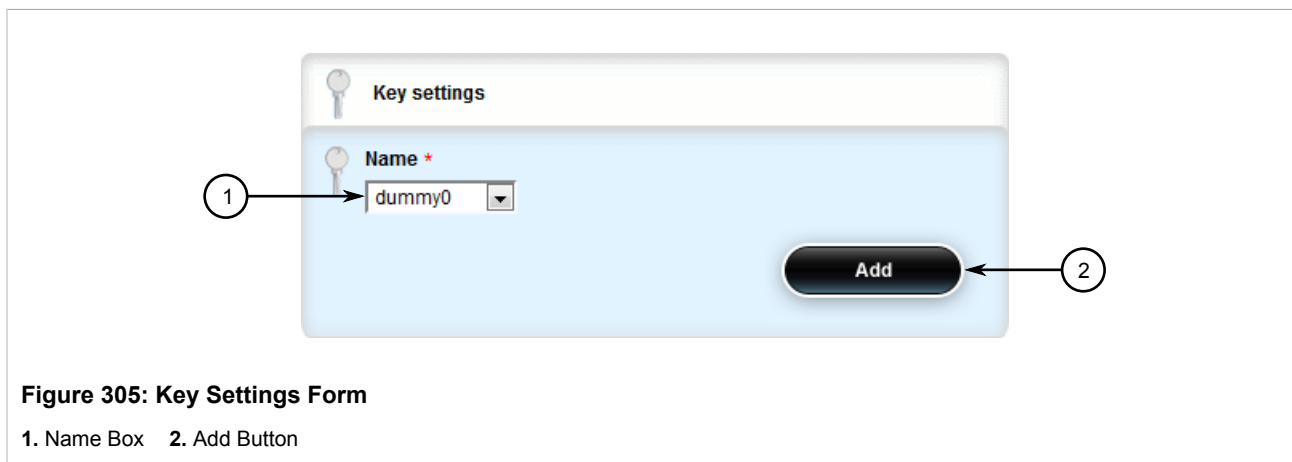 Key settings
Name *
1
dummy0
Add
2
Figure 305: Key Settings Form
1. Name Box 2. Add Button